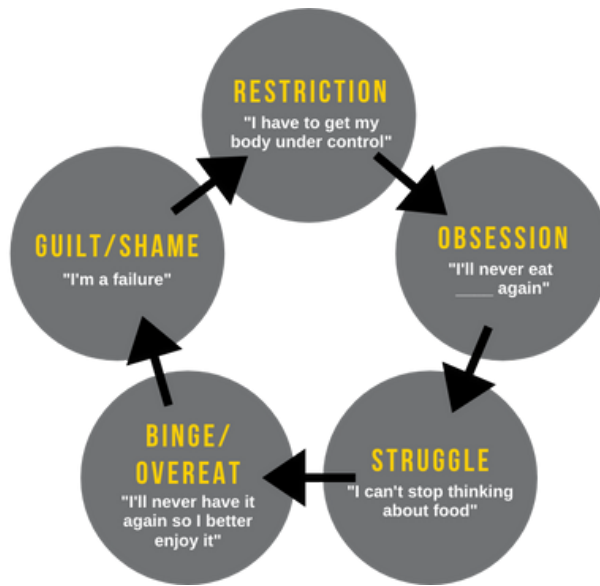 RESTRICTION
"I have to get my
body under control"
OBSESSION
"I'll never eat
____ again"
STRUGGLE
"I can't stop thinking
about food"
BINGE/
OVEREAT
"I'll never have it
again so I better
enjoy it"
GUILT/SHAME
"I'm a failure"